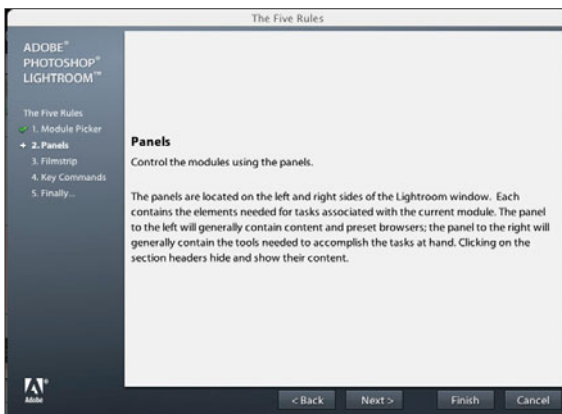 The Five Rules
ADOBE®
PHOTOSHOP®
LIGHTROOM™
The Five Rules
1. Module Picker
2. Panels
3. Filmstrip
4. Key Commands
5. Finally...
Panels
Control the modules using the panels.
The panels are located on the left and right sides of the Lightroom window. Each
contains the elements needed for tasks associated with the current module. The panel
to the left will generally contain content and preset browsers; the panel to the right will
generally contain the tools needed to accomplish the tasks at hand. Clicking on the
section headers hide and show their content.
Adobe
< Back
Next >
Finish
Cancel